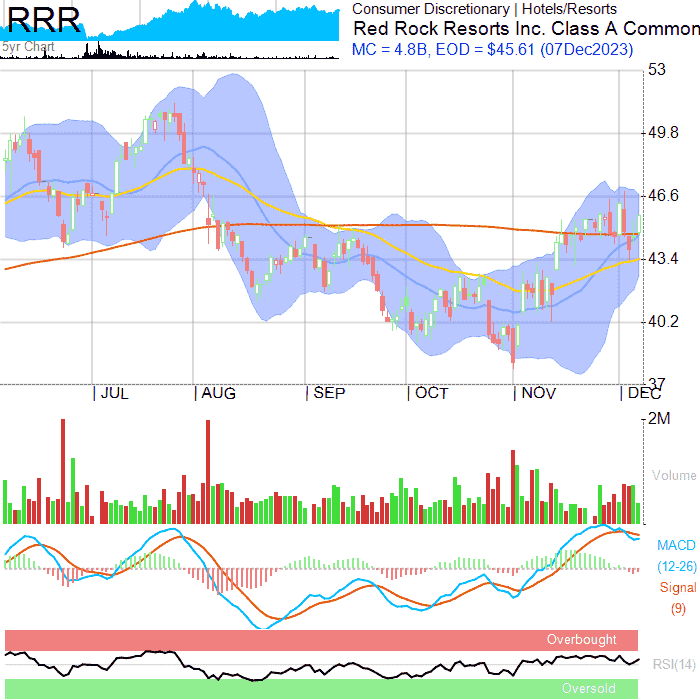 RRR
5yr Chart
Consumer Discretionary | Hotels/Resorts
Red Rock Resorts Inc. Class A Common
MC = 4.8B, EOD = $45.61 (07Dec2023)
53
49.8
46.6
43.4
40.2
37
JUL
AUG
SEP
OCT
NOV
DEC
2M
Volume
MACD
(12-26)
Signal
(9)
Overbought
RSI(14)
Oversold